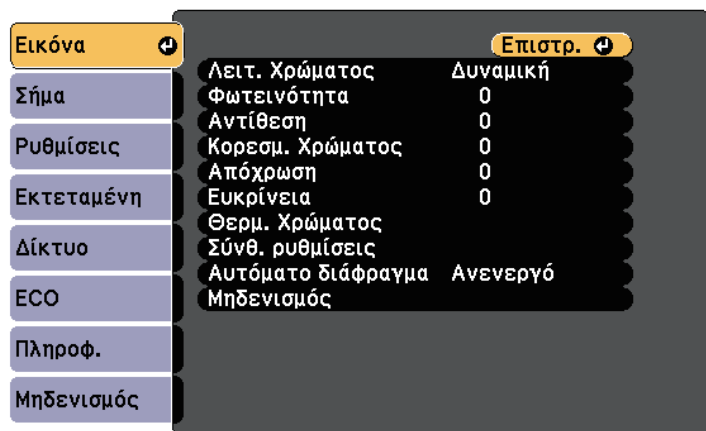 Εικόνα
Σήμα
Ρυθμίσεις
Εκτεταμένη
Δίκτυο
ECO
Πληροφ.
Μηδενισμός
Επιστρ.
Λειτ. Χρώματος Δυναμική
Φωτεινότητα 0
Αντίθεση 0
Κορεσμ. Χρώματος 0
Απόχρωση 0
Ευκρίνεια 0
Θερμ. Χρώματος
Σύνθ. ρυθμίσεις
Αυτόματο διάφραγμα Ανενεργό
Μηδενισμός